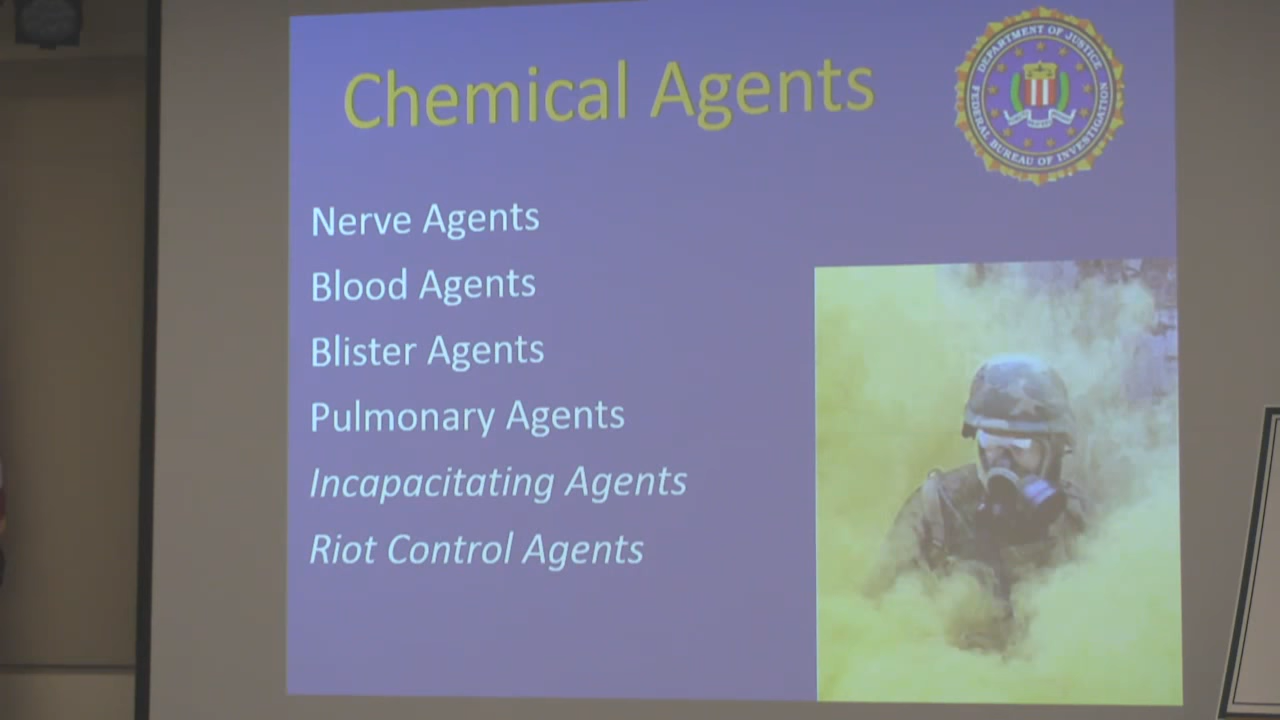 Chemical Agents
DEPARTMENT OF JUSTICE
FEDERAL BUREAU OF INVESTIGATION
Nerve Agents
Blood Agents
Blister Agents
Pulmonary Agents
Incapacitating Agents
Riot Control Agents